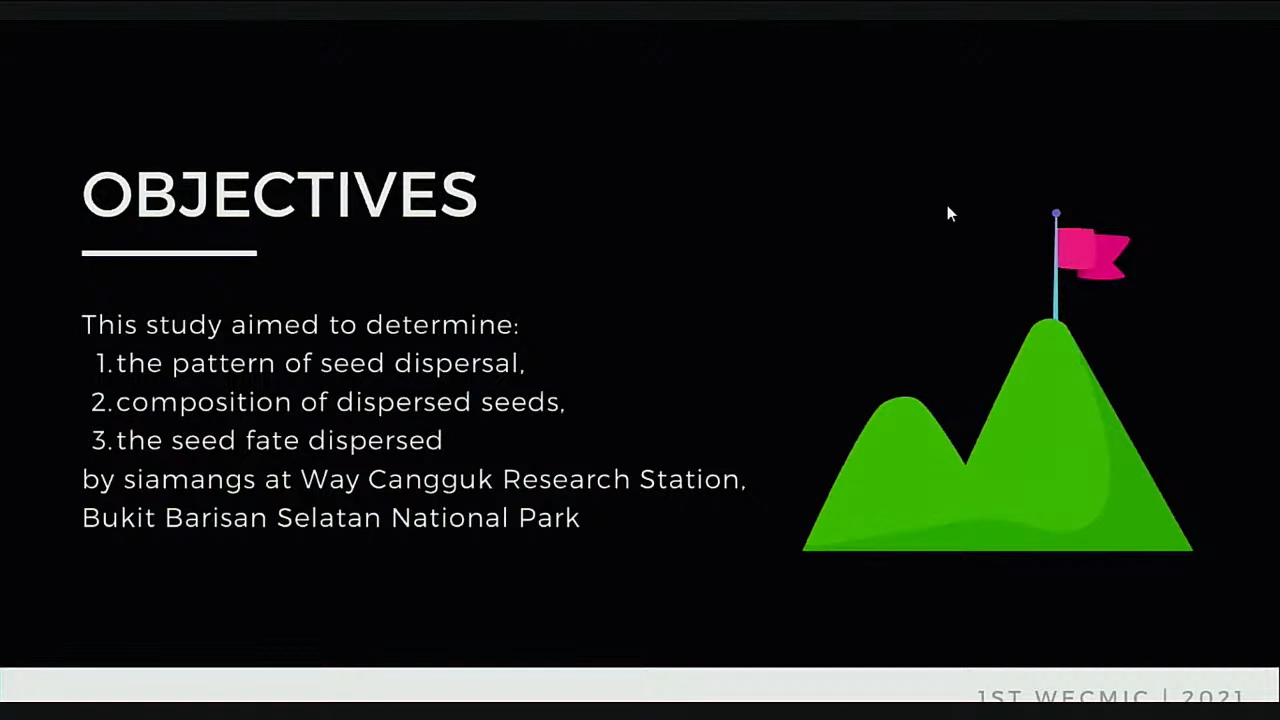 OBJECTIVES
This study aimed to determine:
1.the pattern of seed dispersal,
2.composition of dispersed seeds,
3.the seed fate dispersed
by siamangs at Way Cangguk Research Station,
Bukit Barisan Selatan National Park
1ST WECMIC | 2021